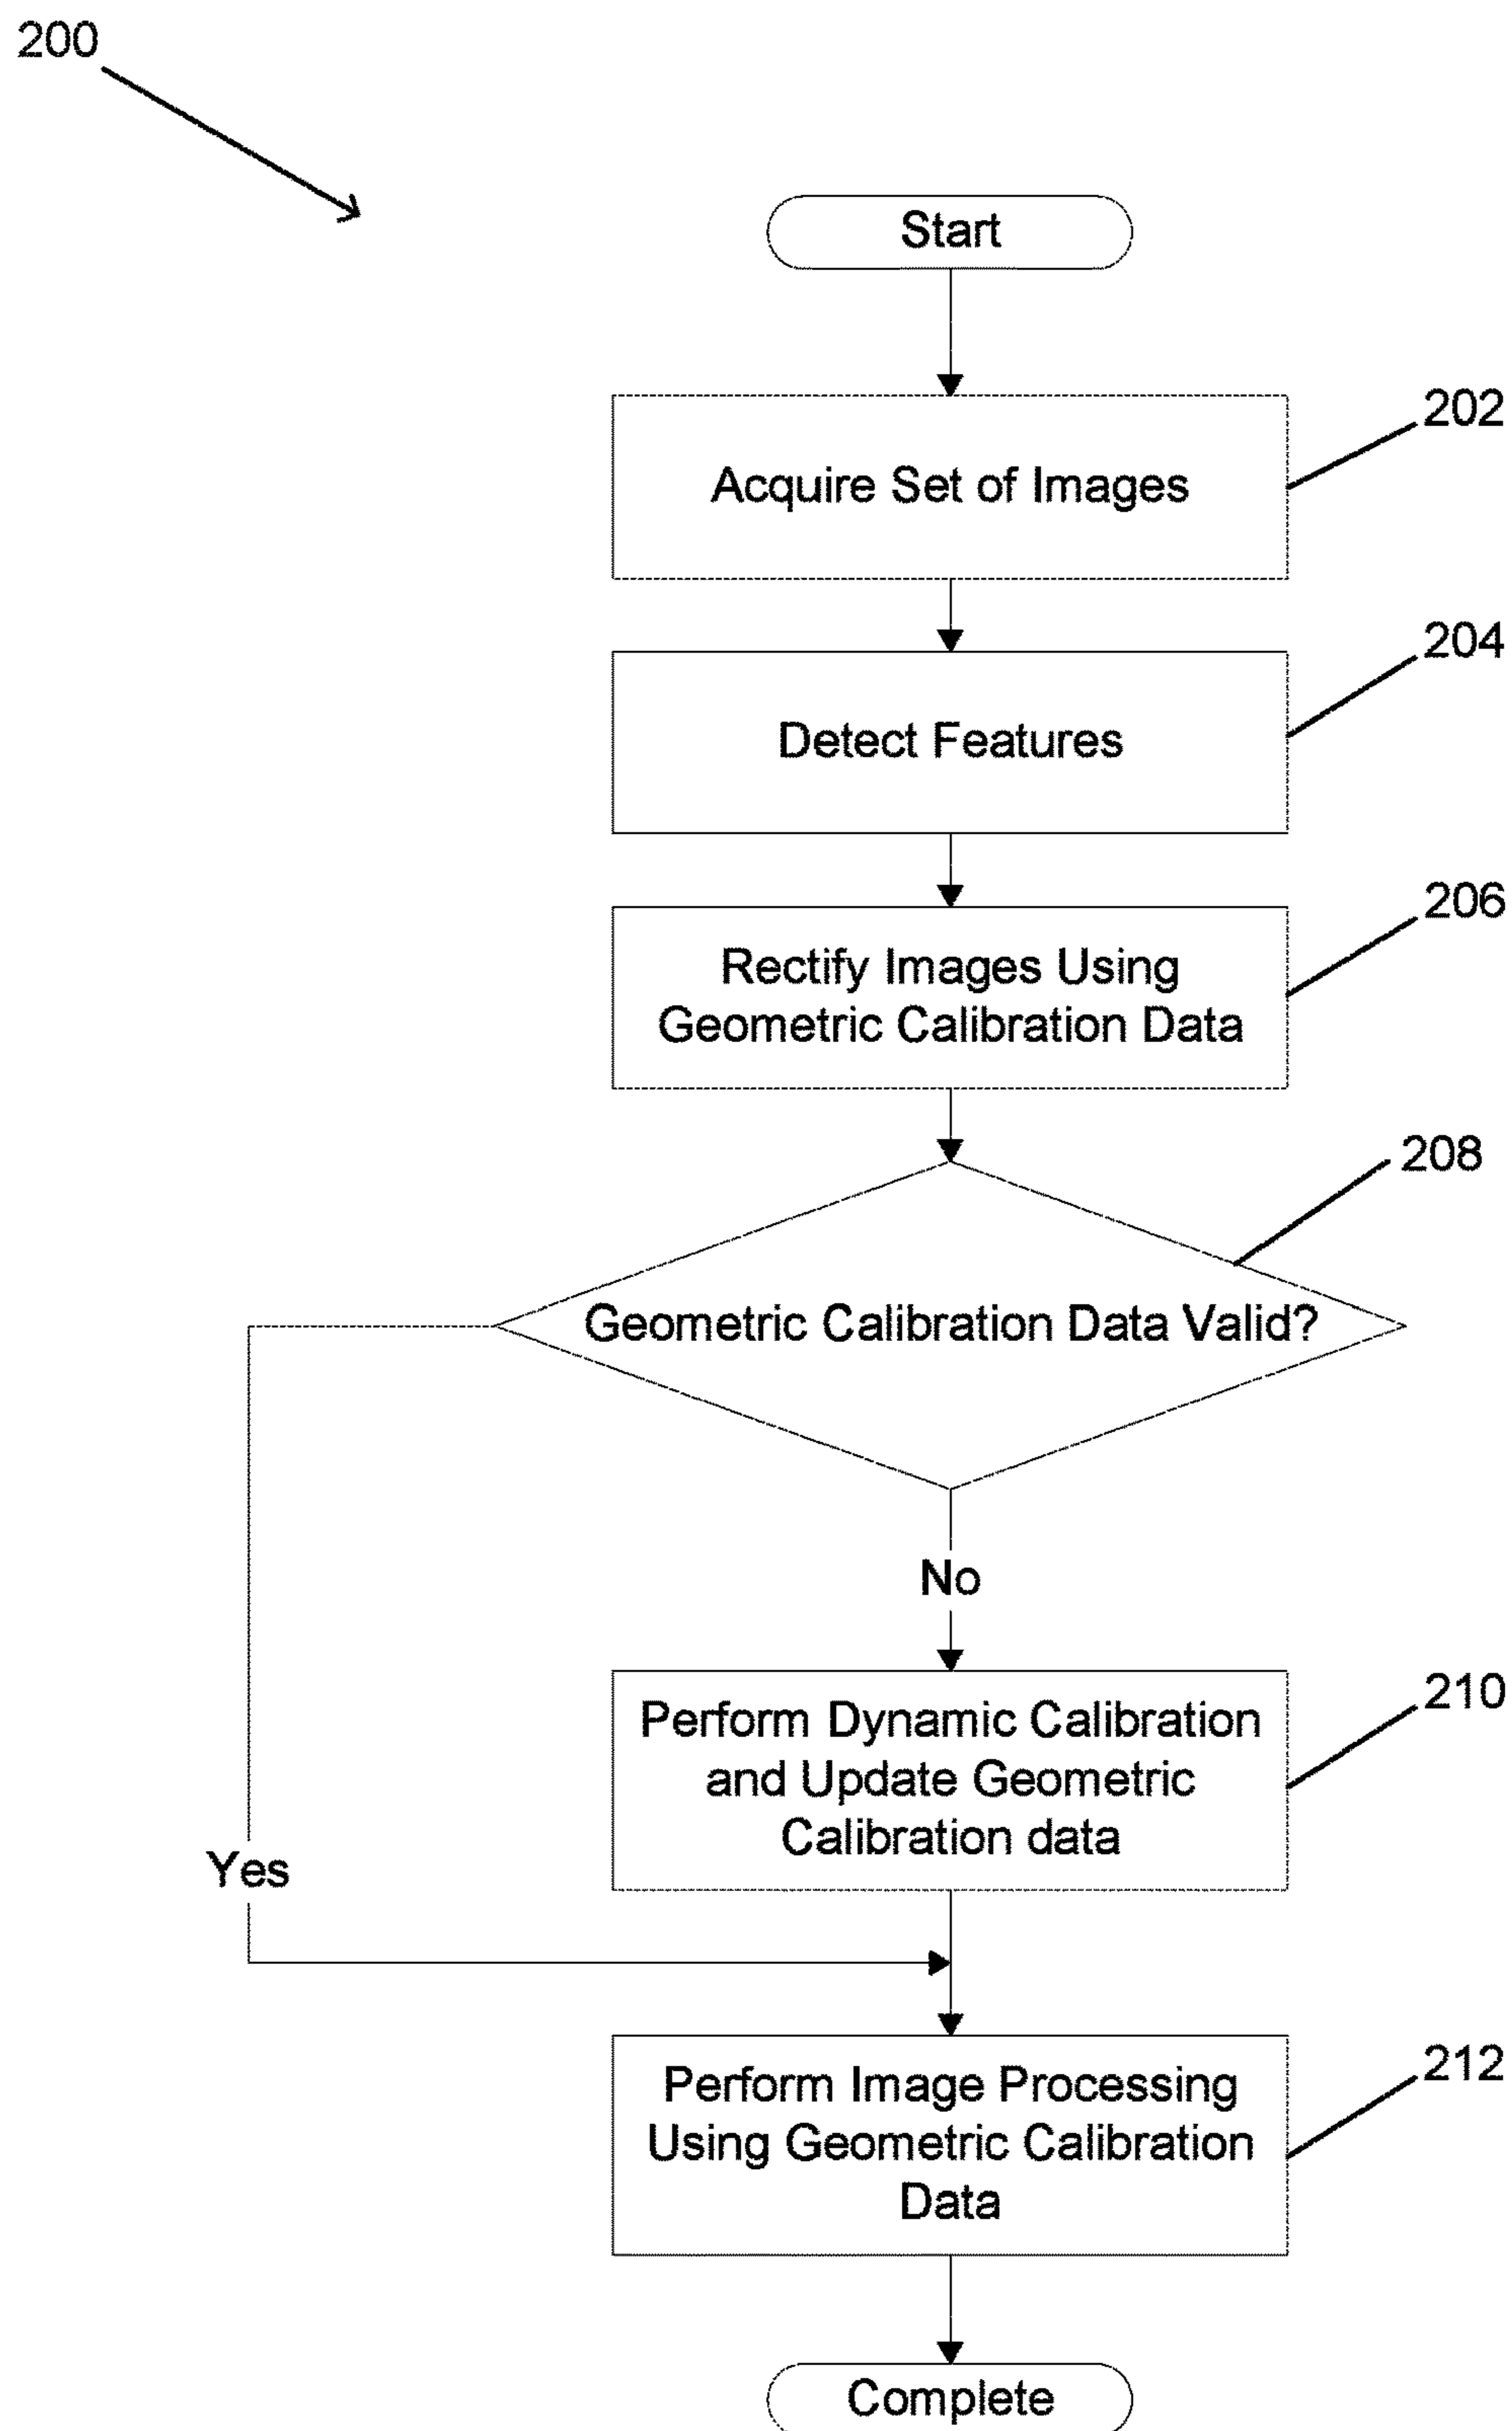 200
Start
202
Acquire Set of Images
204
Detect Features
206
Rectify Images Using
Geometric Calibration Data
208
Geometric Calibration Data Valid?
No
210
Perform Dynamic Calibration
and Update Geometric
Calibration data
Yes
212
Perform Image Processing
Using Geometric Calibration
Data
Complete